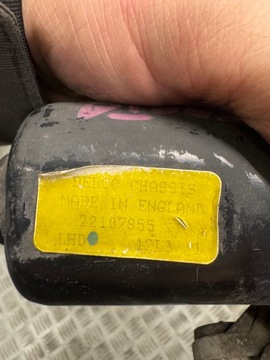 CHASSIS
MADE IN ENGLAND
22107955
LHD